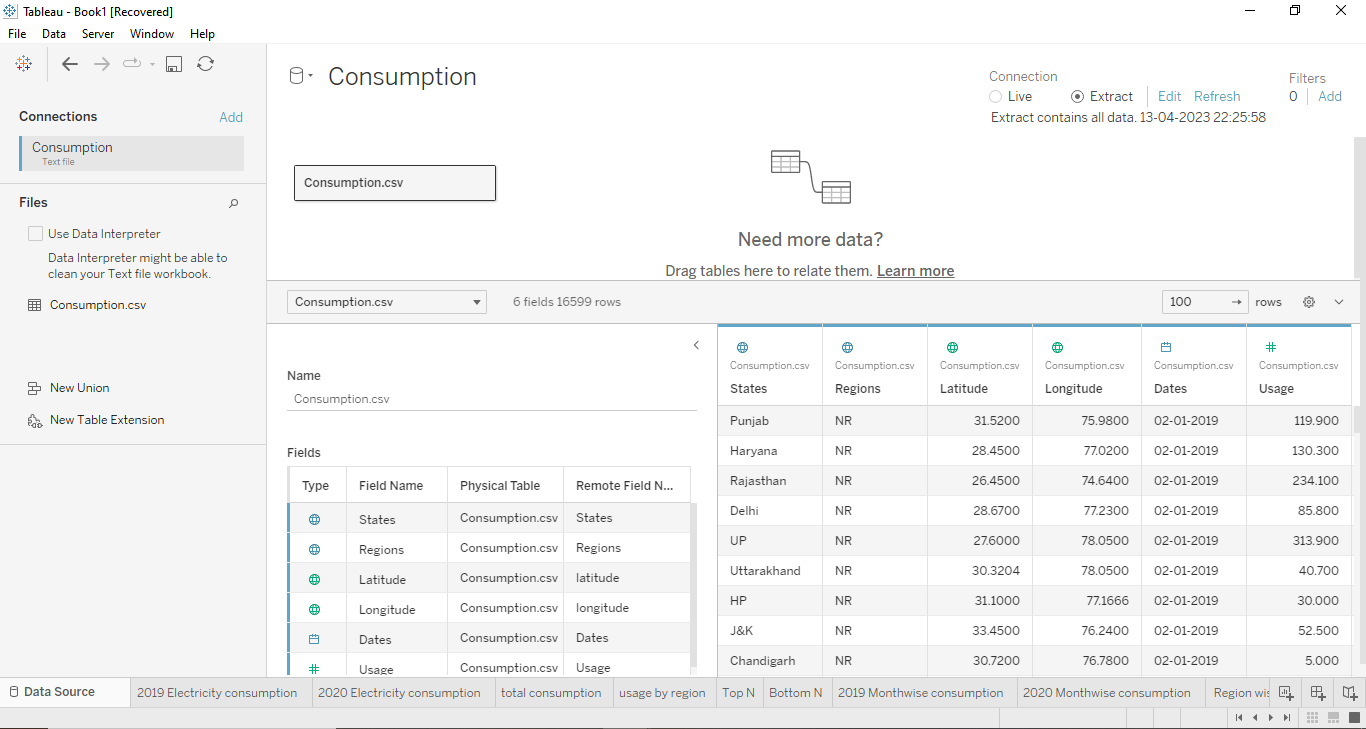 Tableau - Book1 [Recovered]
File Data Server Window Help
Connections Add
Consumption
Text file
Files
Use Data Interpreter
Data Interpreter might be able to
clean your Text file workbook.
Consumption.csv
New Union
New Table Extension
Consumption
Connection
Live Extract Edit Refresh
Extract contains all data. 13-04-2023 22:25:58
Filters
0 Add
Consumption.csv
Need more data?
Drag tables here to relate them. Learn more
Consumption.csv 6 fields 16599 rows 100 rows
Name
Consumption.csv
Fields
Type Field Name Physical Table Remote Field N...
States Consumption.csv States
Regions Consumption.csv Regions
Latitude Consumption.csv latitude
Longitude Consumption.csv longitude
Dates Consumption.csv Dates
Usage Consumption.csv Usage
Consumption.csv Consumption.csv Consumption.csv Consumption.csv Consumption.csv Consumption.csv
States Regions Latitude Longitude Dates Usage
Punjab NR 31.5200 75.9800 02-01-2019 119.900
Haryana NR 28.4500 77.0200 02-01-2019 130.300
Rajasthan NR 26.4500 74.6400 02-01-2019 234.100
Delhi NR 28.6700 77.2300 02-01-2019 85.800
UP NR 27.6000 78.0500 02-01-2019 313.900
Uttarakhand NR 30.3204 78.0500 02-01-2019 40.700
HP NR 31.1000 77.1666 02-01-2019 30.000
J&K NR 33.4500 76.2400 02-01-2019 52.500
Chandigarh NR 30.7200 76.7800 02-01-2019 5.000
Data Source 2019 Electricity consumption 2020 Electricity consumption total consumption usage by region Top N Bottom N 2019 Monthwise consumption 2020 Monthwise consumption Region wis